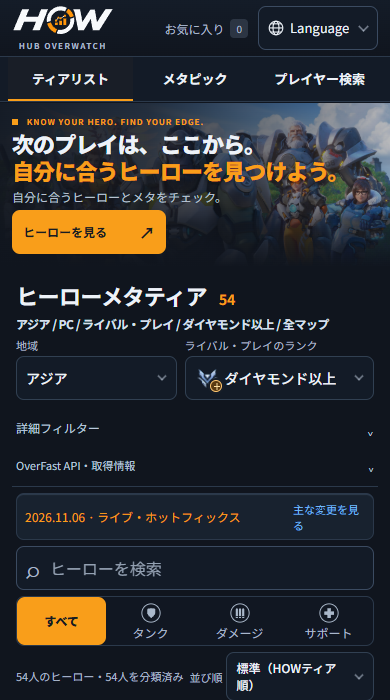 HOW
HUB OVERWATCH
お気に入り 0
Language
ティアリスト メタピック プレイヤー検索
KNOW YOUR HERO. FIND YOUR EDGE.
次のプレイは、ここから。
自分に合うヒーローを見つけよう。
自分に合うヒーローとメタをチェック。
ヒーローを見る ↗
ヒーローメタティア 54
アジア / PC / ライバル・プレイ / ダイヤモンド以上 / 全マップ
地域 ライバル・プレイのランク
アジア ダイヤモンド以上
詳細フィルター
OverFast API・取得情報
2026.11.06 · ライブ・ホットフィックス 主な変更を見
る
ヒーローを検索
すべて タンク ダメージ サポート
54人のヒーロー・54人を分類済み 並び順 標準（HOWティア
順）